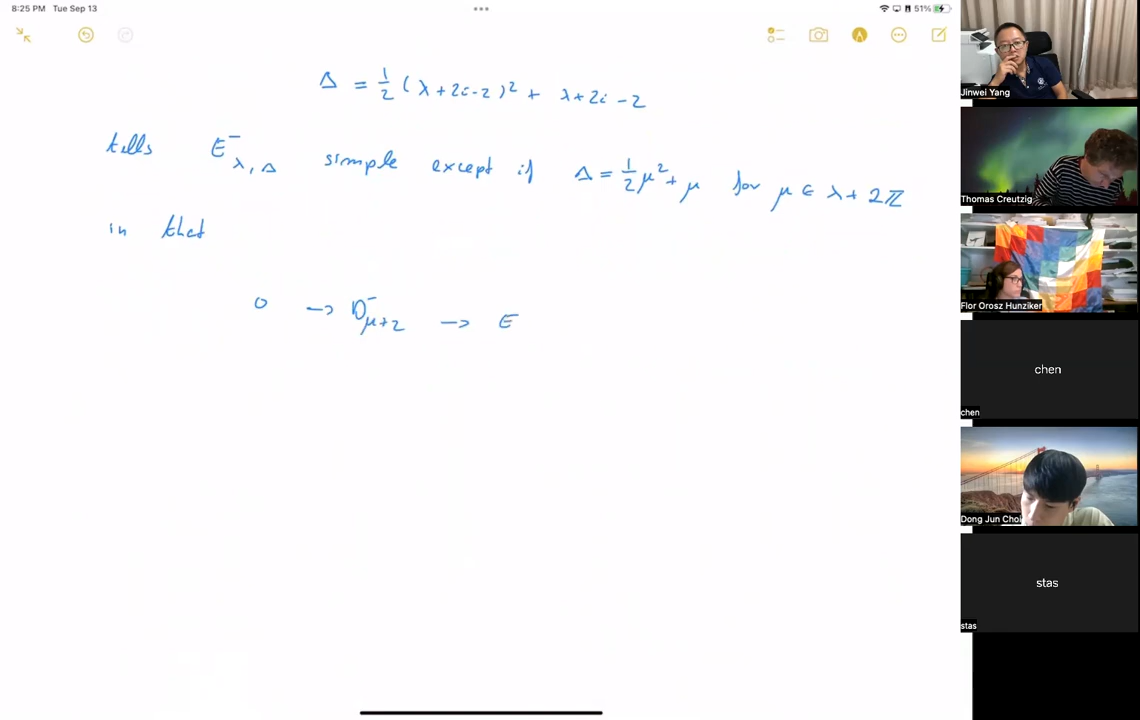 8:25 PM Tue Sep 13
51%
Δ = 1/2 (λ+2i-2)² + λ+2i-2
tells E⁻_{λ,Δ} simple except if Δ = 1/2 μ² + μ for μ ∈ λ + 2ℤ
in that
0 → D⁻_{μ+2} → E
Jinwei Yang
Thomas Creutzig
Flor Orosz Hunziker
chen
chen
Dong Jun Choi
stas
stas